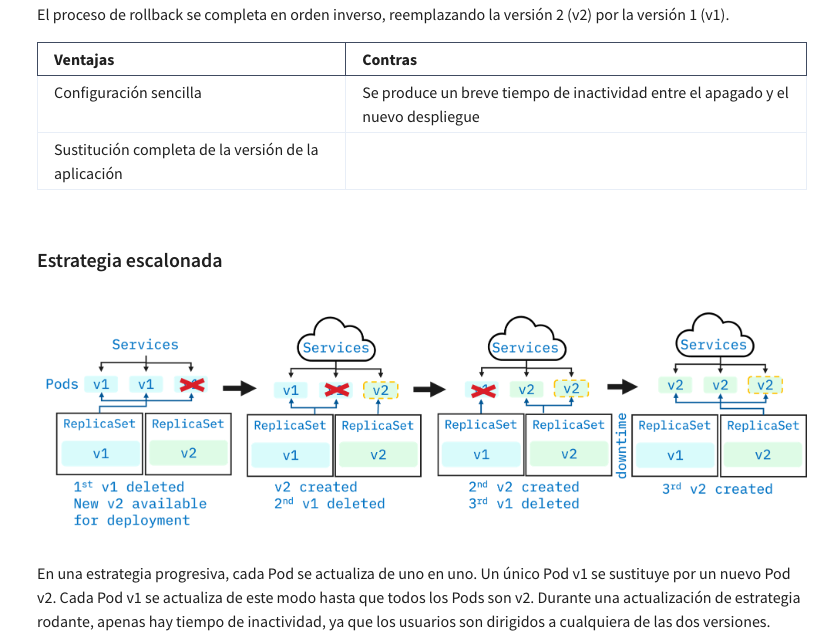 El proceso de rollback se completa en orden inverso, reemplazando la versión 2 (v2) por la versión 1 (v1).
Ventajas Contras
Configuración sencilla Se produce un breve tiempo de inactividad entre el apagado y el
nuevo despliegue
Sustitución completa de la versión de la
aplicación
Estrategia escalonada
Services Services Services Services
Pods v1 v1 v1 v2 v2 v2 v2 v2 v2
ReplicaSet ReplicaSet ReplicaSet ReplicaSet ReplicaSet ReplicaSet ReplicaSet ReplicaSet
v1 v2 v1 v2 v1 v2 v1 v2
downtime
1st v1 deleted
New v2 available
for deployment
v2 created
2nd v1 deleted
2nd v2 created
3rd v1 deleted
3rd v2 created
En una estrategia progresiva, cada Pod se actualiza de uno en uno. Un único Pod v1 se sustituye por un nuevo Pod
v2. Cada Pod v1 se actualiza de este modo hasta que todos los Pods son v2. Durante una actualización de estrategia
rodante, apenas hay tiempo de inactividad, ya que los usuarios son dirigidos a cualquiera de las dos versiones.